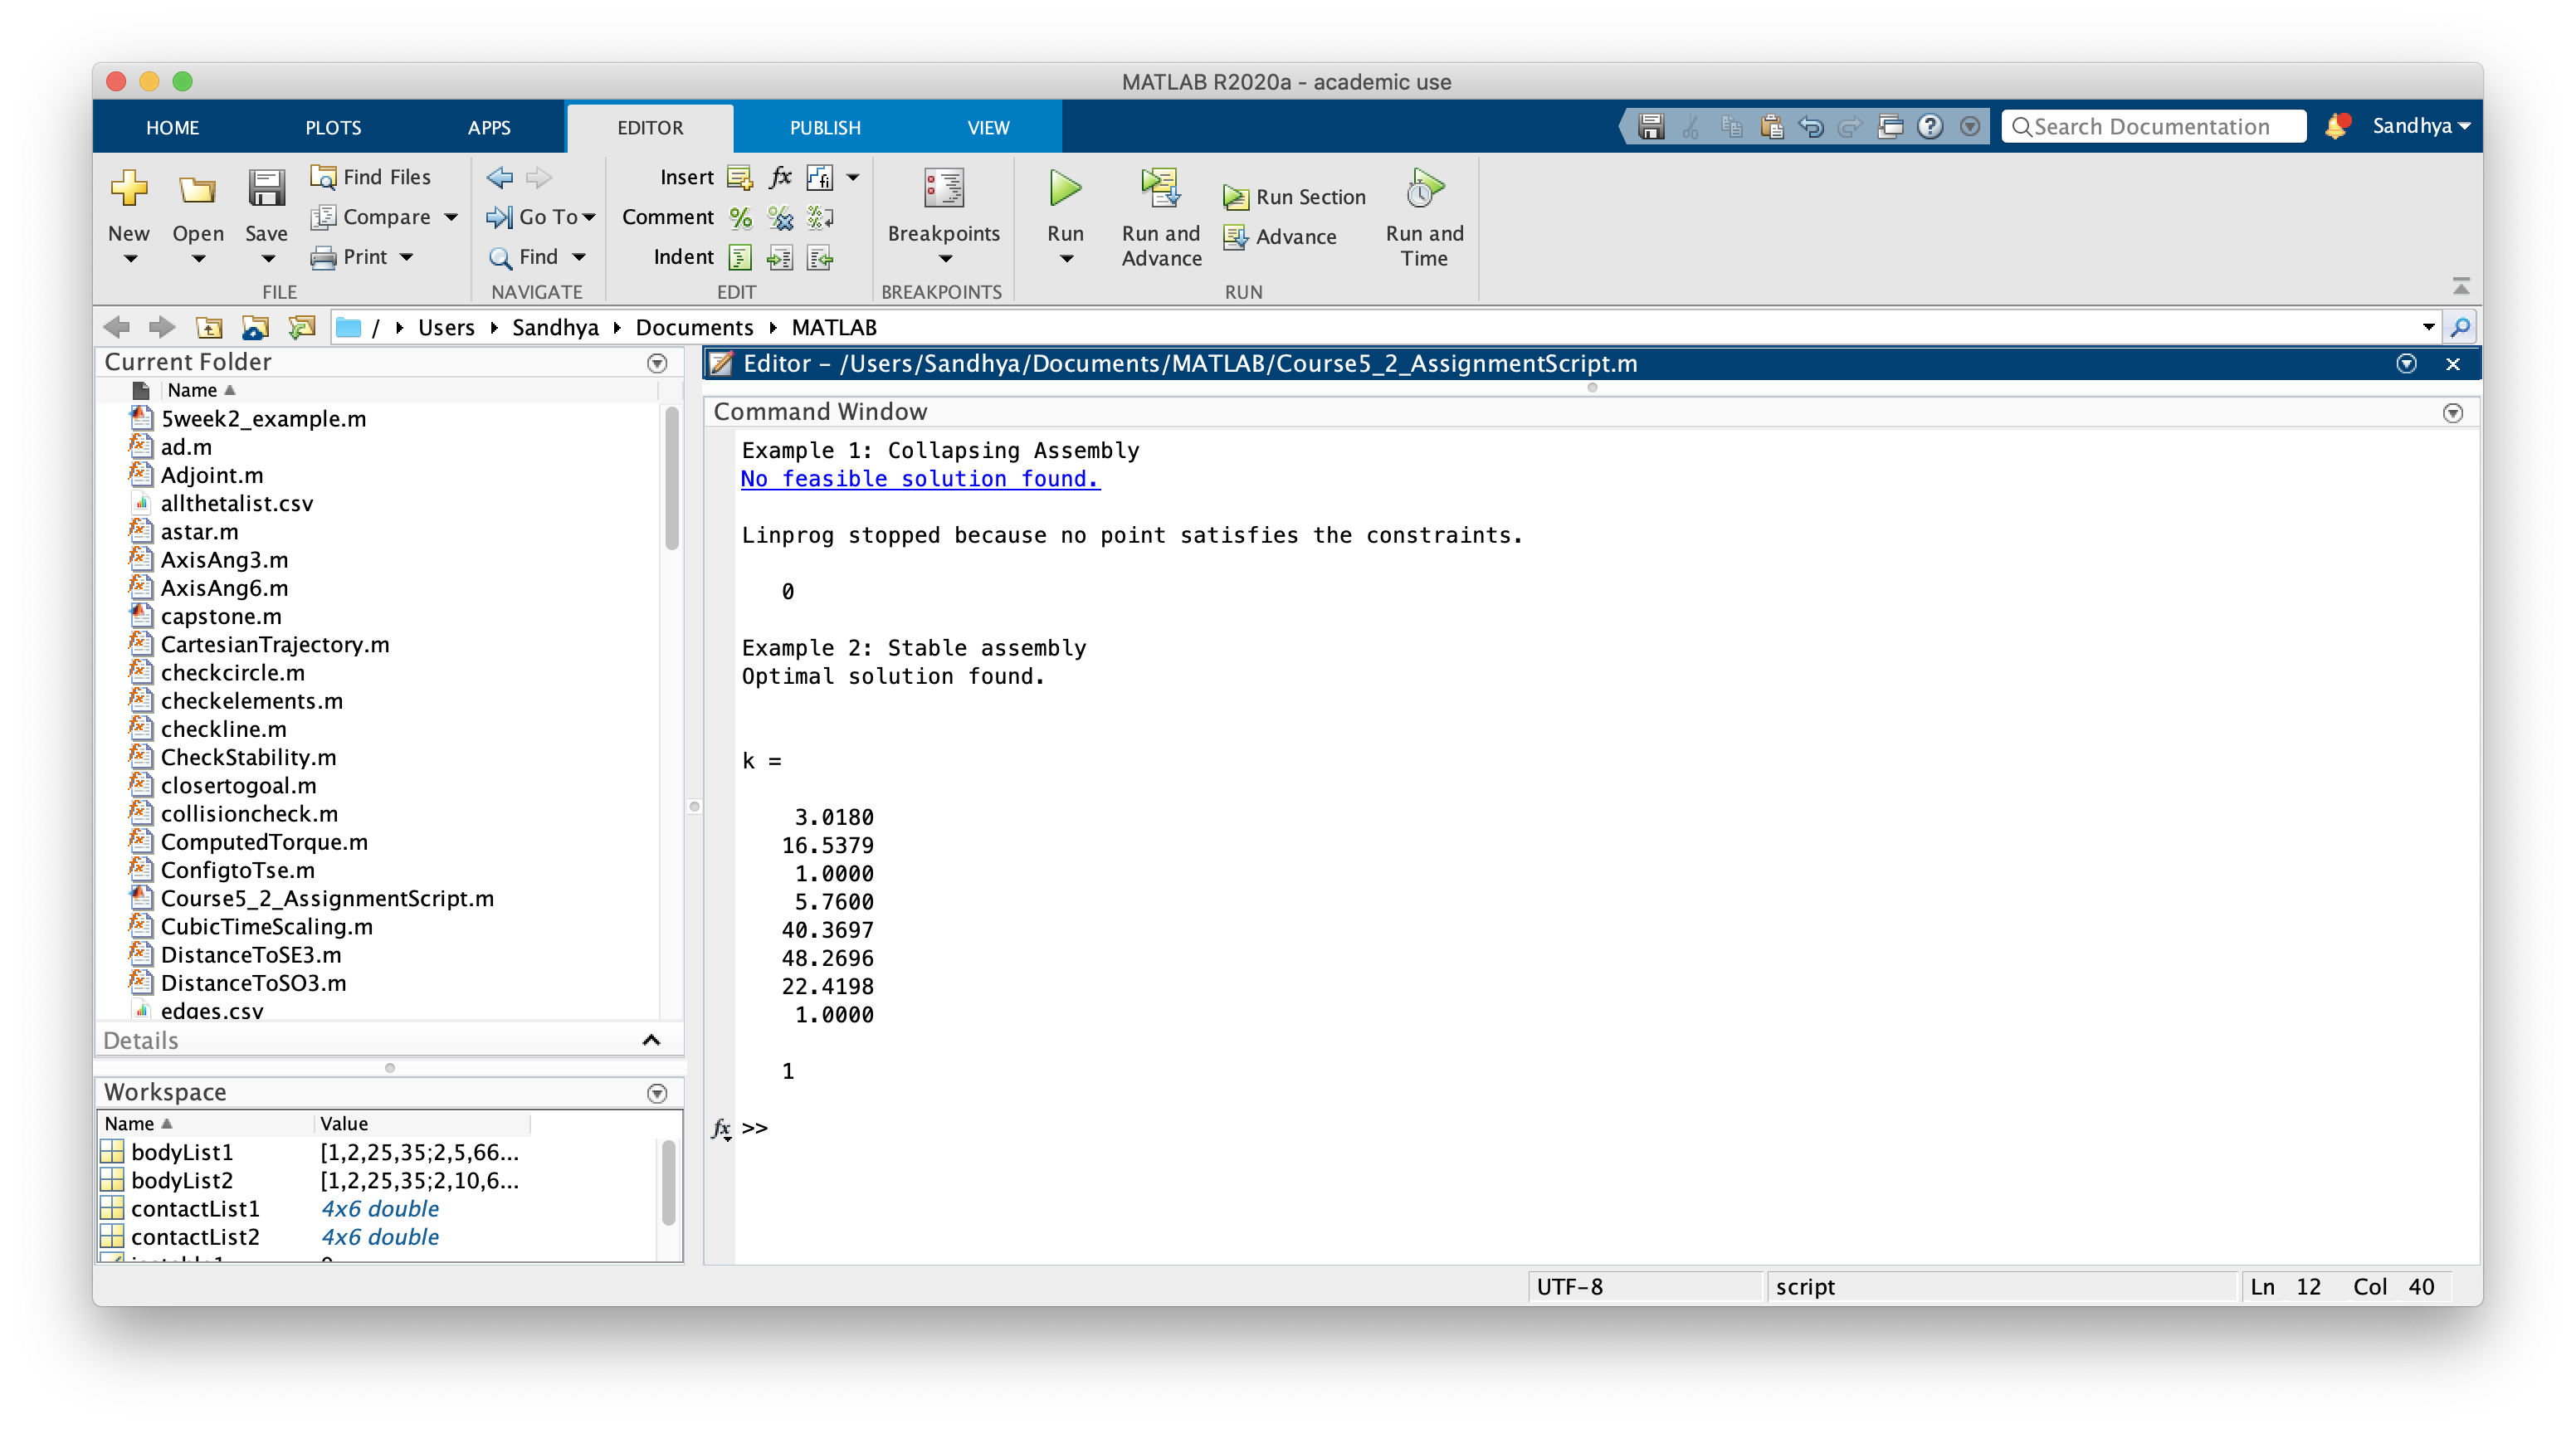 MATLAB R2020a - academic use
HOME PLOTS APPS EDITOR PUBLISH VIEW Search Documentation Sandhya
New Open Save Find Files Compare Print FILE
Go To Find NAVIGATE
Insert fx fi Comment Indent EDIT
Breakpoints BREAKPOINTS
Run Run and Advance Run Section Advance Run and Time RUN
/ Users Sandhya Documents MATLAB
Current Folder
Name
5week2_example.m
ad.m
Adjoint.m
allthetalist.csv
astar.m
AxisAng3.m
AxisAng6.m
capstone.m
CartesianTrajectory.m
checkcircle.m
checkelements.m
checkline.m
CheckStability.m
closertogoal.m
collisioncheck.m
ComputedTorque.m
ConfigtoTse.m
Course5_2_AssignmentScript.m
CubicTimeScaling.m
DistanceToSE3.m
DistanceToSO3.m
edges.csv
Details
Workspace
Name Value
bodyList1 [1,2,25,35;2,5,66...
bodyList2 [1,2,25,35;2,10,6...
contactList1 4x6 double
contactList2 4x6 double
Editor – /Users/Sandhya/Documents/MATLAB/Course5_2_AssignmentScript.m
Command Window
Example 1: Collapsing Assembly
No feasible solution found.
Linprog stopped because no point satisfies the constraints.
0
Example 2: Stable assembly
Optimal solution found.
k =
3.0180
16.5379
1.0000
5.7600
40.3697
48.2696
22.4198
1.0000
1
fx >>
UTF-8 script Ln 12 Col 40